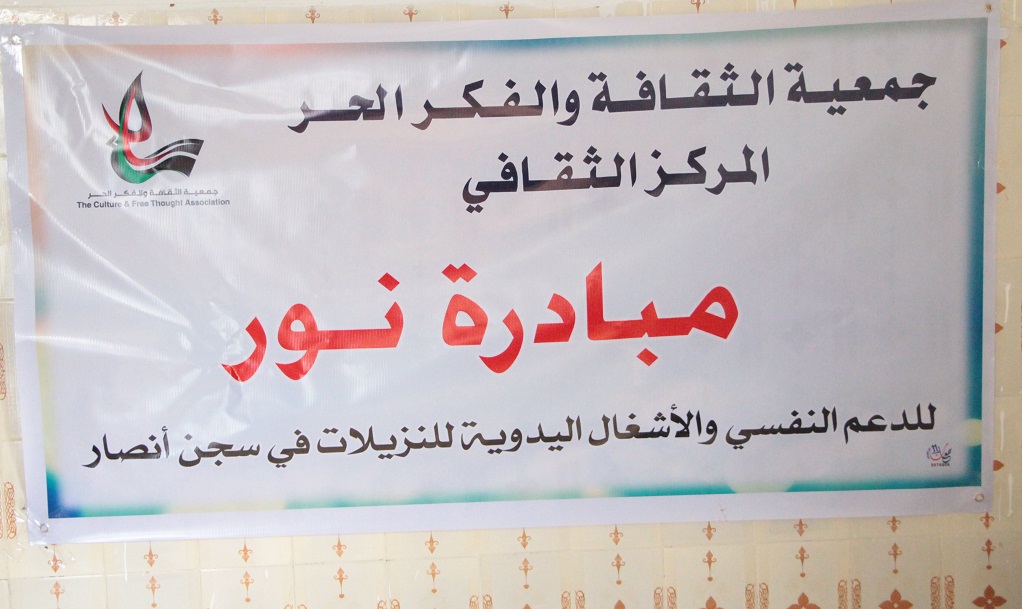 جمعية الثقافة والفكر الحر
المركز الثقافي
جمعية الثقافة والفكر الحر
The Culture & Free Thought Association
مبادرة نور
للدعم النفسي والأشغال اليدوية للنزيلات في سجن أنصار